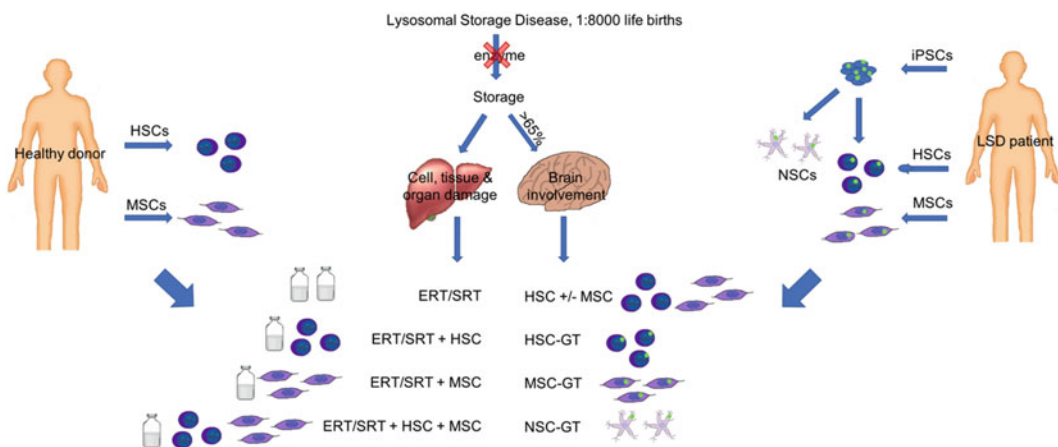 Lysosomal Storage Disease, 1:8000 life births
enzyme
Storage
>65%
Healthy donor
HSCs
MSCs
Cell, tissue &
organ damage
Brain
involvement
iPSCs
LSD patient
NSCs
HSCs
MSCs
ERT/SRT
HSC +/- MSC
ERT/SRT + HSC
HSC-GT
ERT/SRT + MSC
MSC-GT
ERT/SRT + HSC + MSC
NSC-GT